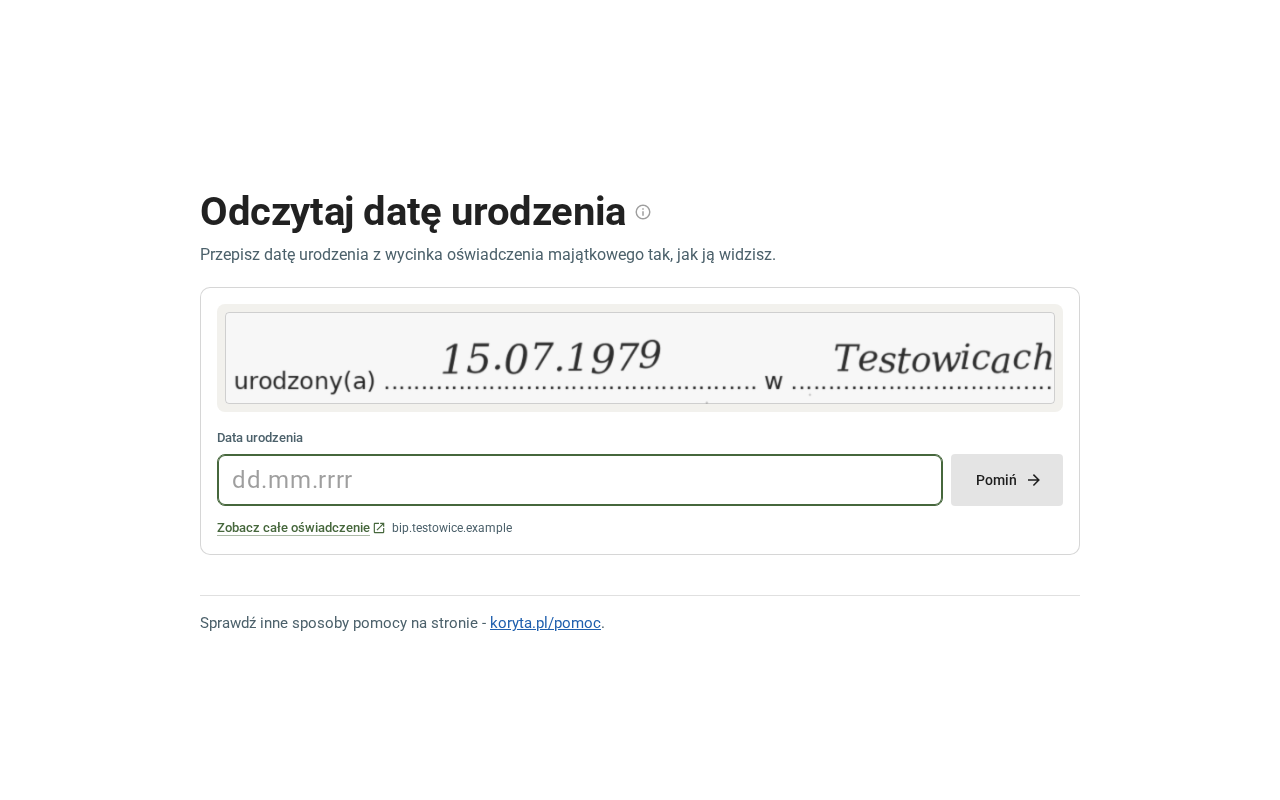 Odczytaj datę urodzenia
Przepisz datę urodzenia z wycinka oświadczenia majątkowego tak, jak ją widzisz.
urodzony(a) ................................................. 15.07.1979 w ................................... Testowicach
Data urodzenia
dd.mm.rrrr
Pomiń
Zobacz całe oświadczenie bip.testowice.example
Sprawdź inne sposoby pomocy na stronie - koryta.pl/pomoc.